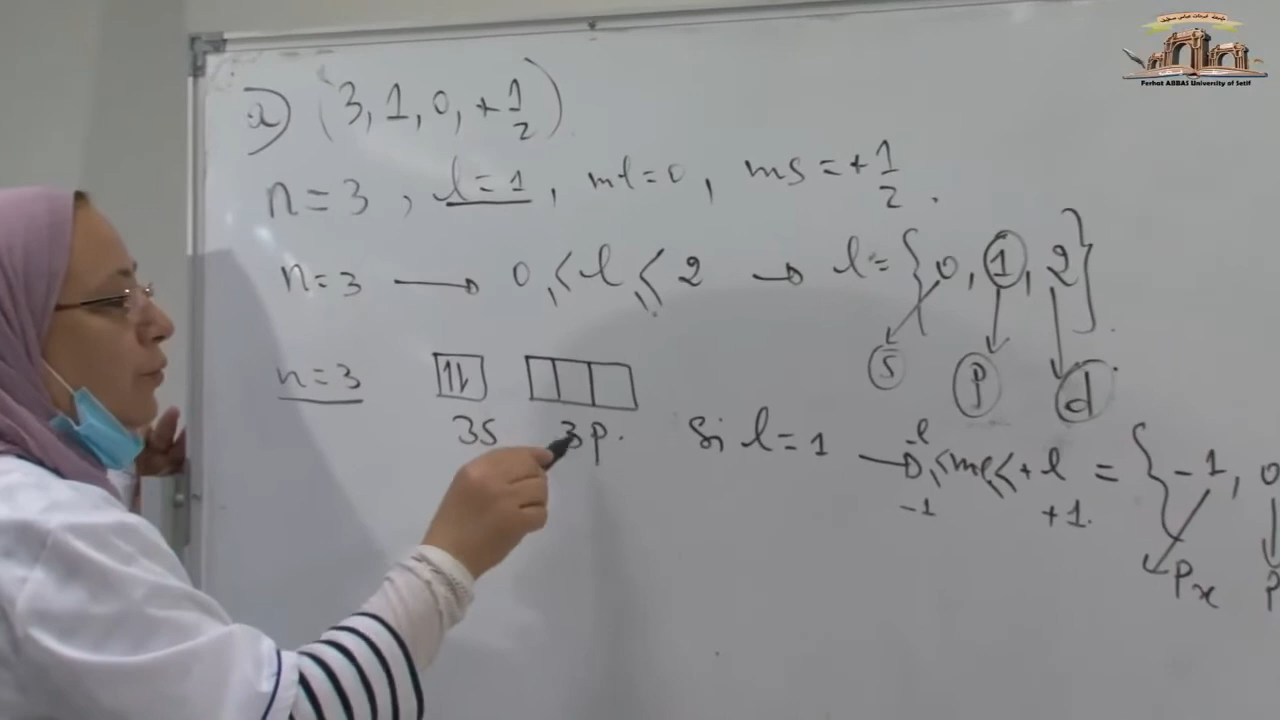 Ferhat ABBAS University of Setif
a) (3, 1, 0, +1/2)
n = 3 , l = 1 , ml = 0 , ms = +1/2 .
n = 3 → 0 ≤ l ≤ 2 → l = {0, 1, 2} .
s p d
n = 3 ↑↓
3s 3p. si l = 1 → -l ≤ ml ≤ +l = { -1, 0
-1 +1.
Px P